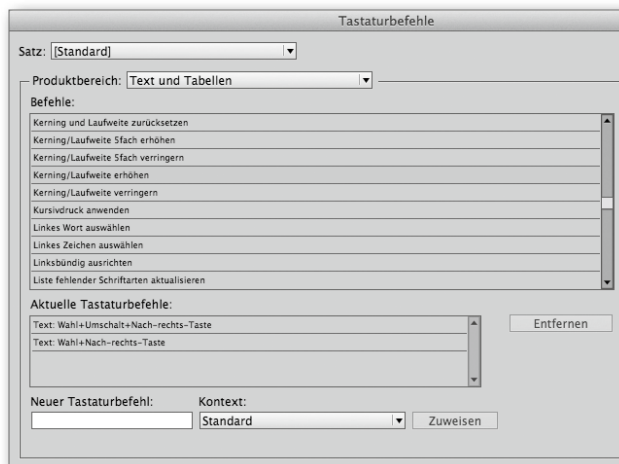 Tastaturbefehle
Satz: [Standard]
Produktbereich: Text und Tabellen
Befehle:
Kerning und Laufweite zurücksetzen
Kerning/Laufweite 5fach erhöhen
Kerning/Laufweite 5fach verringern
Kerning/Laufweite erhöhen
Kerning/Laufweite verringern
Kursivdruck anwenden
Linkes Wort auswählen
Linkes Zeichen auswählen
Linksbündig ausrichten
Liste fehlender Schriftarten aktualisieren
Aktuelle Tastaturbefehle:
Text: Wahl+Umschalt+Nach-rechts-Taste
Text: Wahl+Nach-rechts-Taste
Entfernen
Neuer Tastaturbefehl: Kontext:
Standard Zuweisen